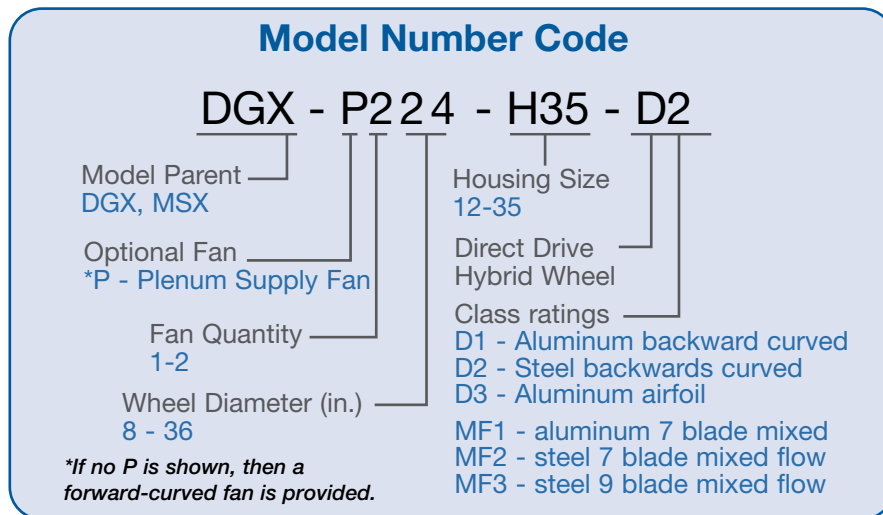 Model Number Code
DGX - P224 - H35 - D2
Model Parent
DGX, MSX
Optional Fan
*P - Plenum Supply Fan
Fan Quantity
1-2
Wheel Diameter (in.)
8 - 36
*If no P is shown, then a
forward-curved fan is provided.
Housing Size
12-35
Direct Drive
Hybrid Wheel
Class ratings
D1 - Aluminum backward curved
D2 - Steel backwards curved
D3 - Aluminum airfoil
MF1 - aluminum 7 blade mixed
MF2 - steel 7 blade mixed flow
MF3 - steel 9 blade mixed flow